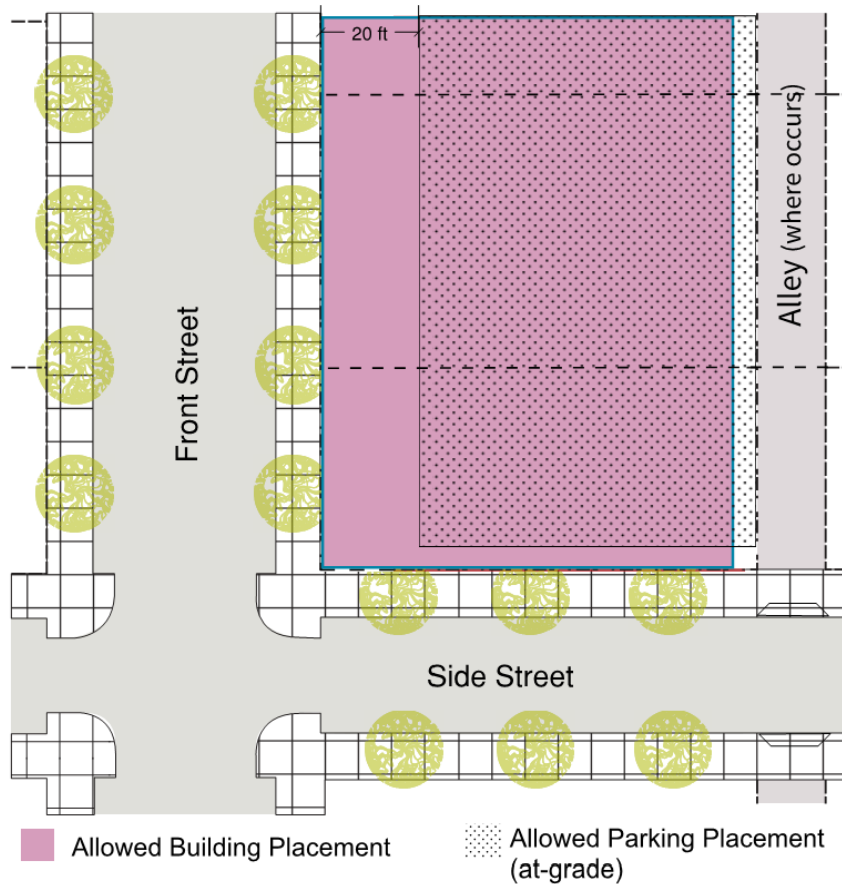 20 ft
Alley (where occurs)
Front Street
Side Street
Allowed Building Placement
Allowed Parking Placement
(at-grade)